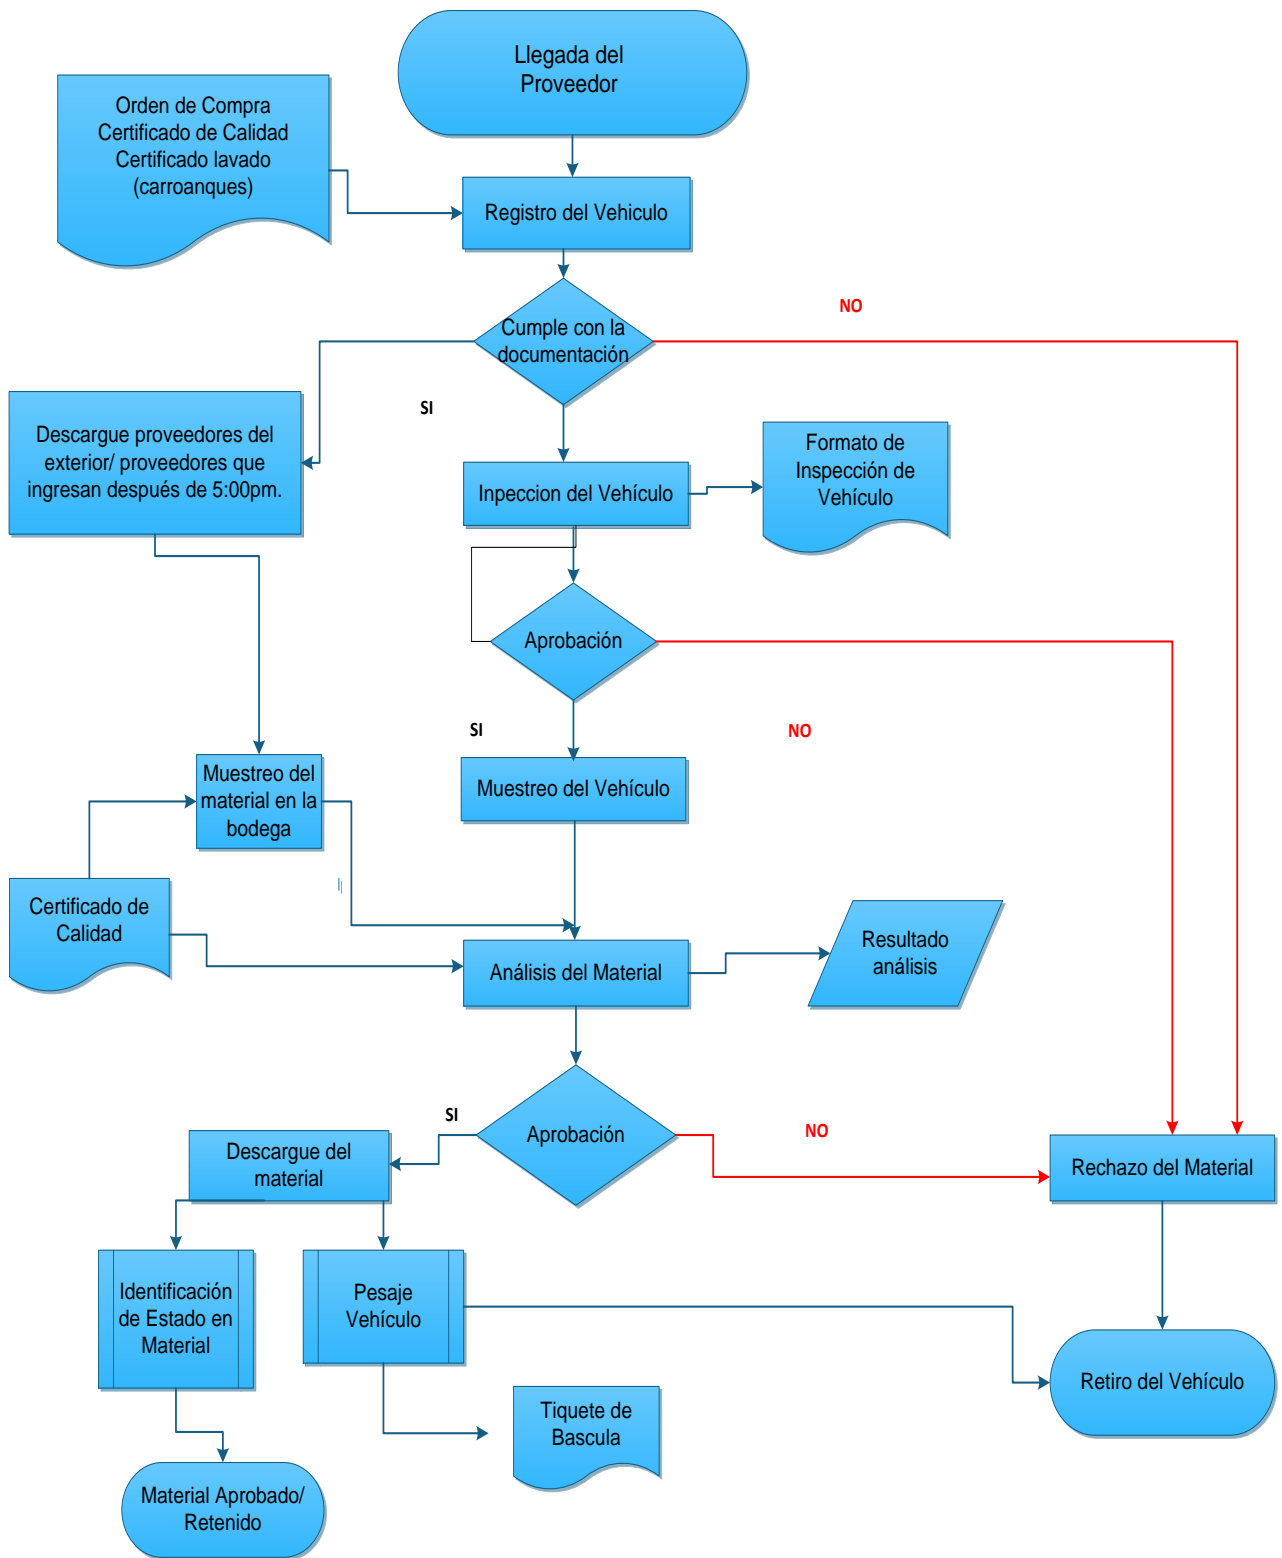 Llegada del
Proveedor
Orden de Compra
Certificado de Calidad
Certificado lavado
(carroanques)
Registro del Vehiculo
Cumple con la
documentación
NO
SI
Descargue proveedores del
exterior/ proveedores que
ingresan después de 5:00pm.
Inpeccion del Vehículo
Formato de
Inspección de
Vehículo
Aprobación
SI
NO
Muestreo del
material en la
bodega
Muestreo del Vehículo
Certificado de
Calidad
Análisis del Material
Resultado
análisis
Aprobación
SI
NO
Descargue del
material
Rechazo del Material
Identificación
de Estado en
Material
Pesaje
Vehículo
Retiro del Vehículo
Tiquete de
Bascula
Material Aprobado/
Retenido